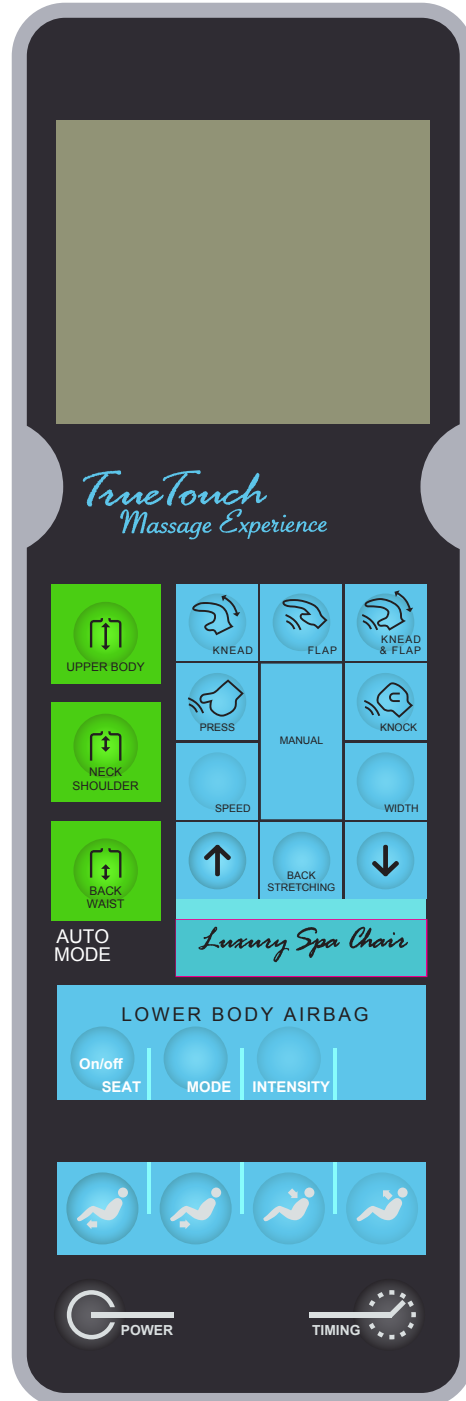 TrueTouch
Massage Experience
UPPER BODY
NECK
SHOULDER
BACK
WAIST
AUTO
MODE
KNEAD
FLAP
KNEAD
& FLAP
PRESS
MANUAL
KNOCK
SPEED
WIDTH
BACK
STRETCHING
Luxury Spa Chair
LOWER BODY AIRBAG
On/off
SEAT
MODE
INTENSITY
POWER
TIMING